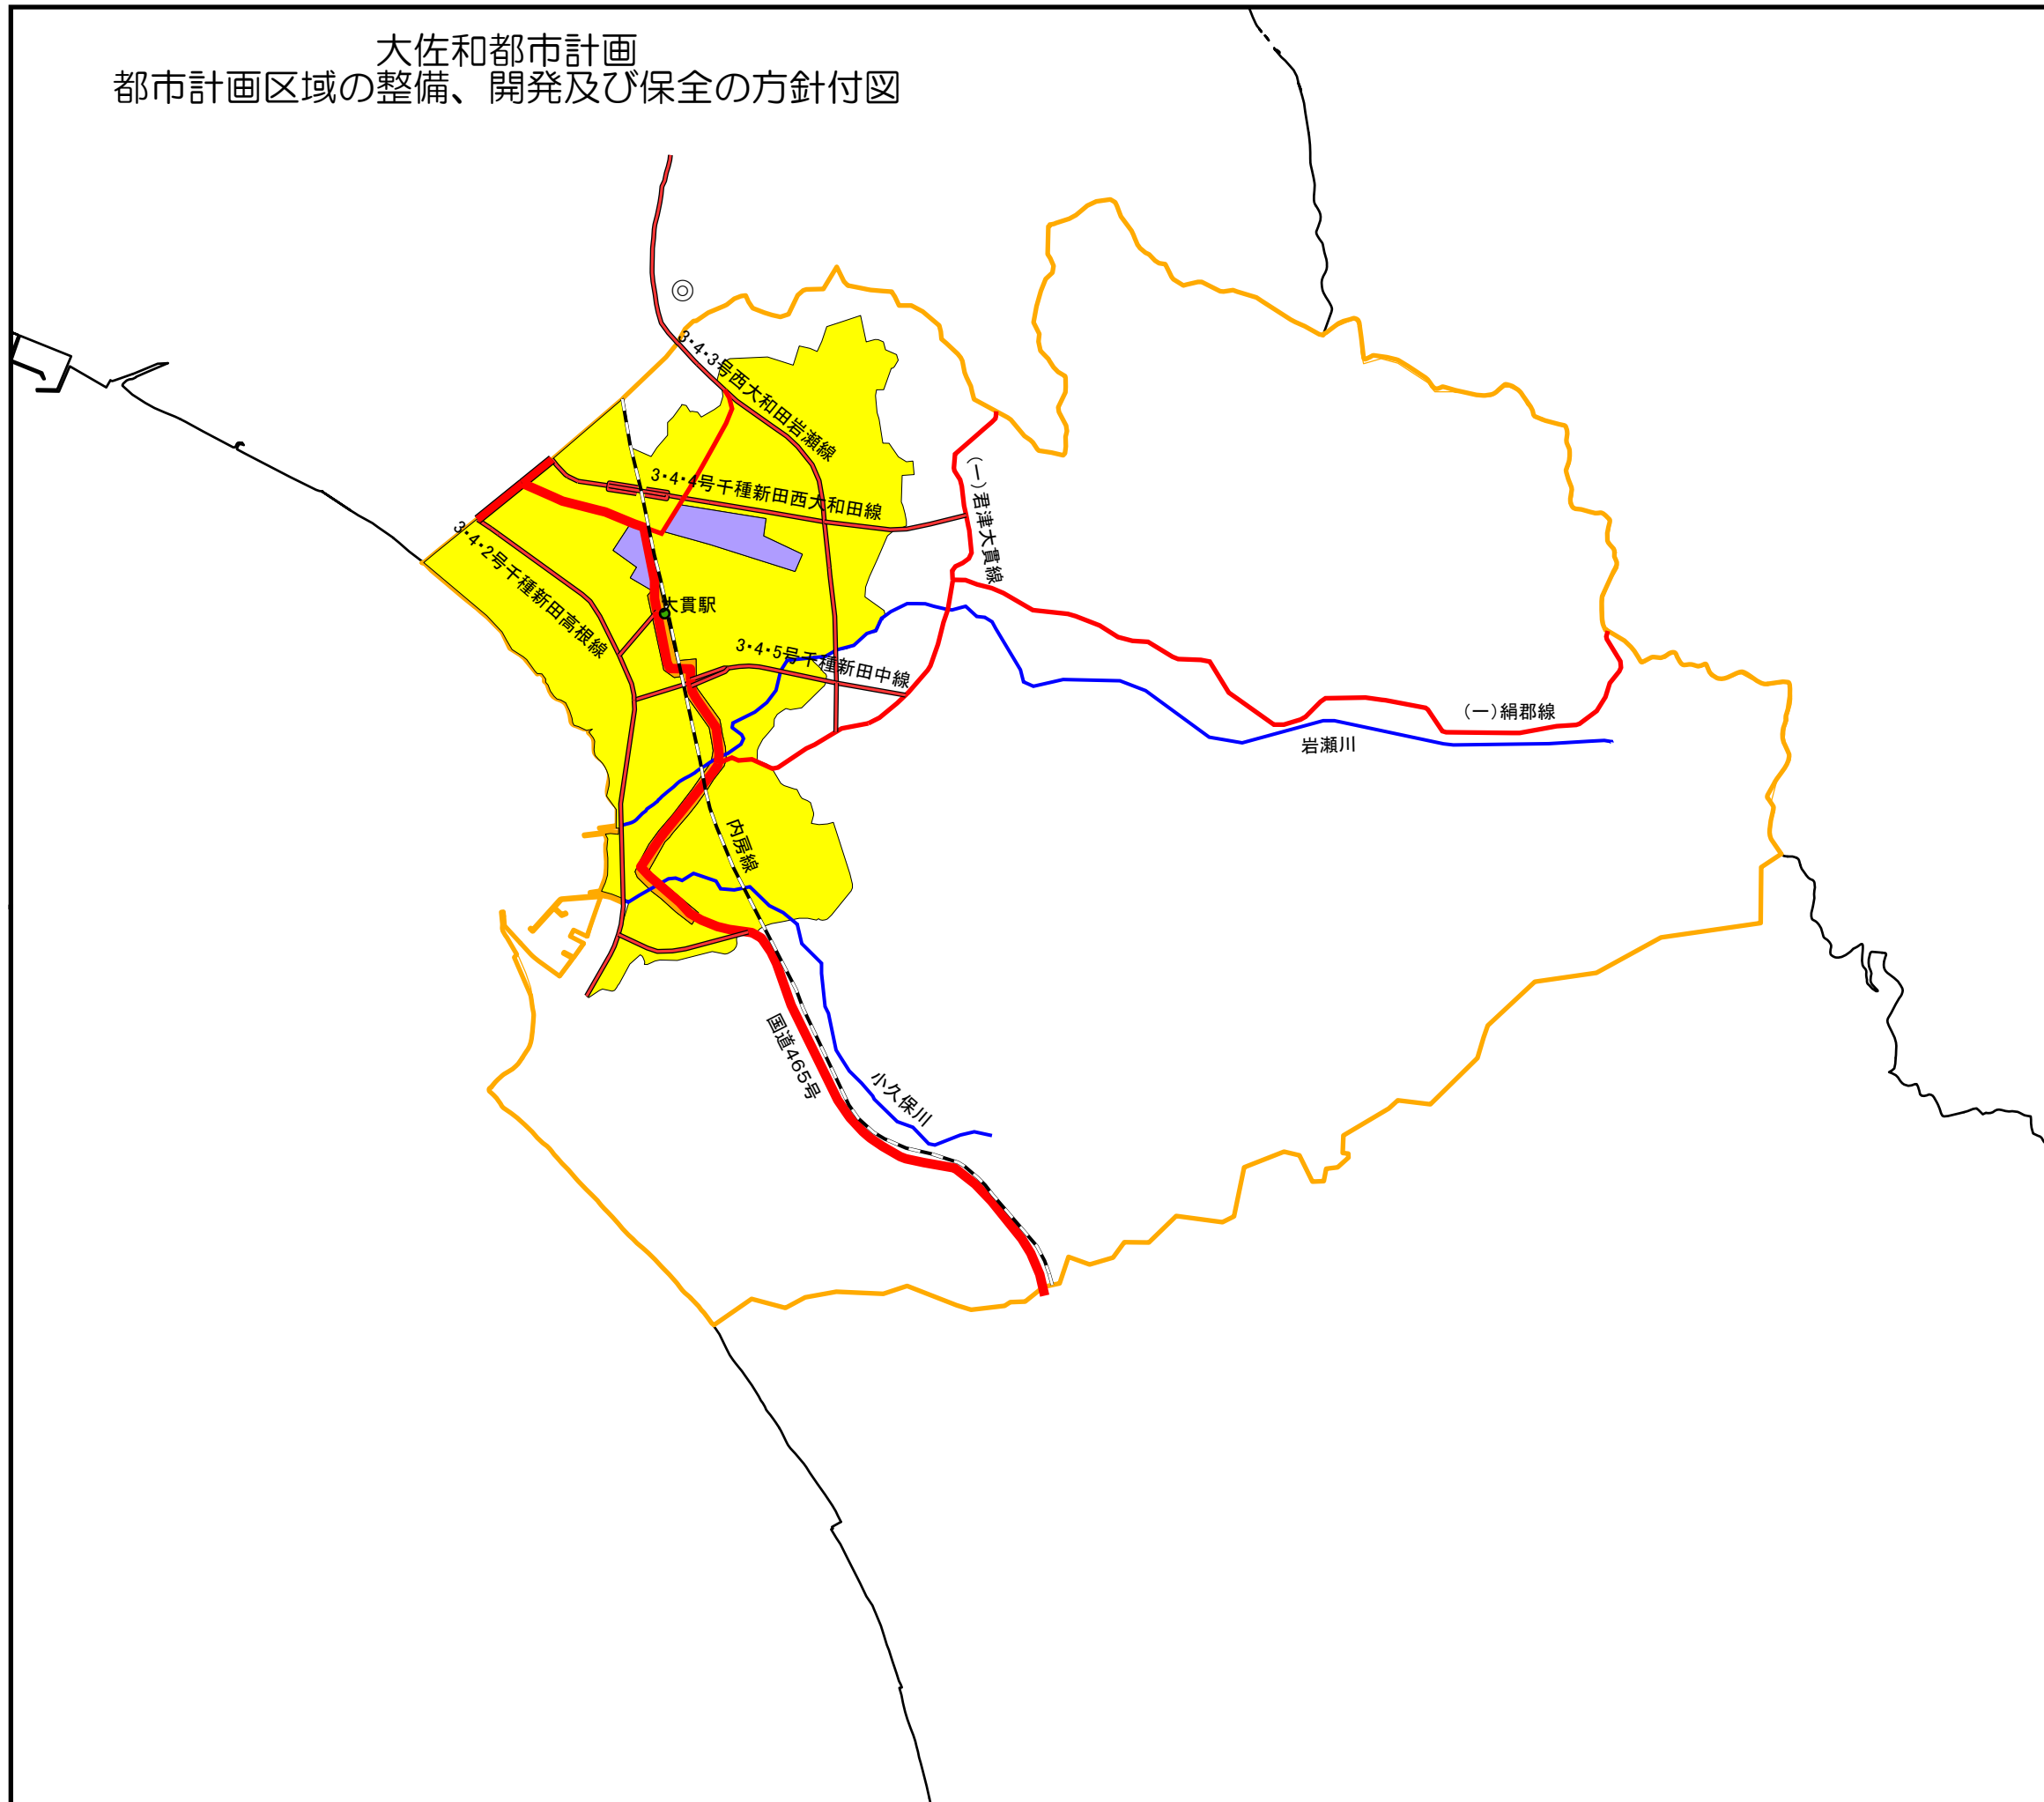 大佐和都市計画
都市計画区域の整備、開発及び保全の方針付図
3・4・3号西大和田岩瀬線
3・4・4号千種新田西大和田線
(一)君津大貫線
3・4・2号千種新田高根線
大貫駅
3・4・5号千種新田中線
(一)絹郡線
岩瀬川
内房線
国道465号
小久保川